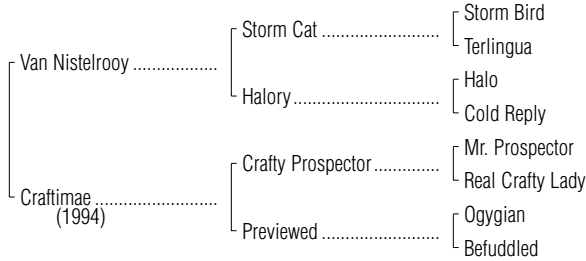 Storm Bird
Storm Cat ..........................
Terlingua
Van Nistelrooy ..................
Halo
Halory ................................
Cold Reply
Mr. Prospector
Crafty Prospector ..............
Real Crafty Lady
Craftimae ..........................
(1994)
Ogygian
Previewed ..........................
Befuddled